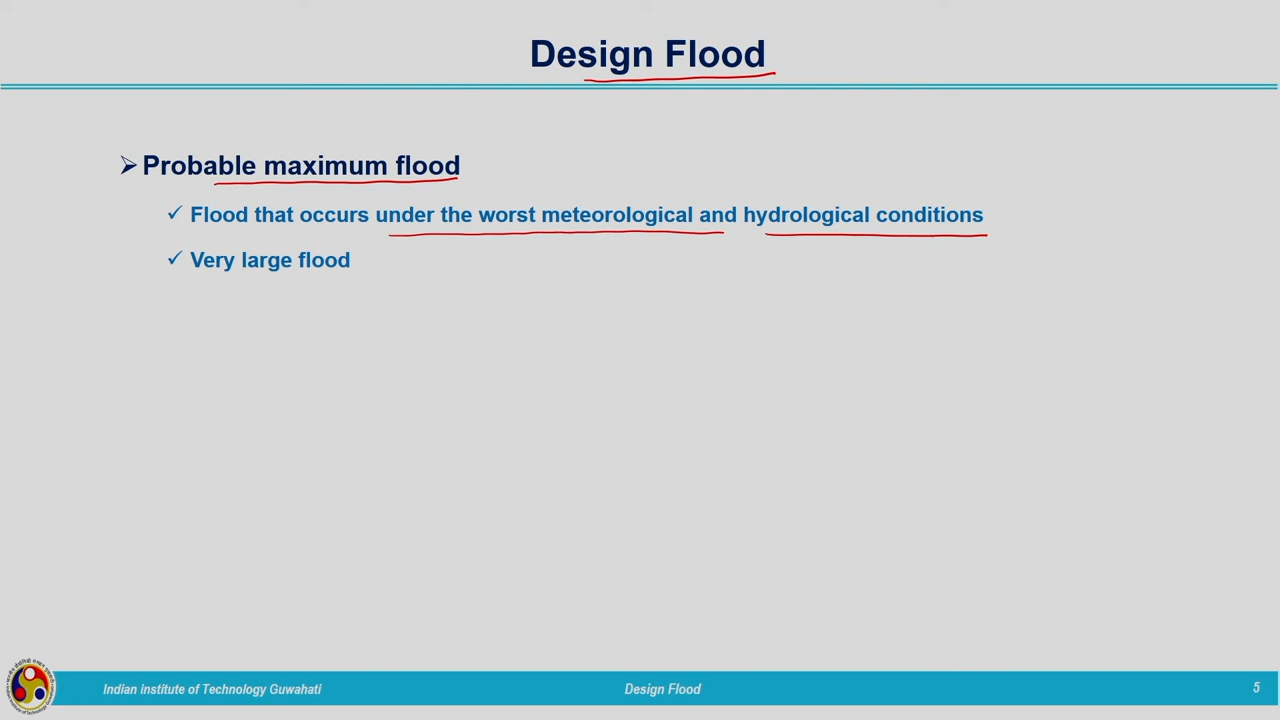 Design Flood
Probable maximum flood
Flood that occurs under the worst meteorological and hydrological conditions
Very large flood
Indian institute of Technology Guwahati
Design Flood
5